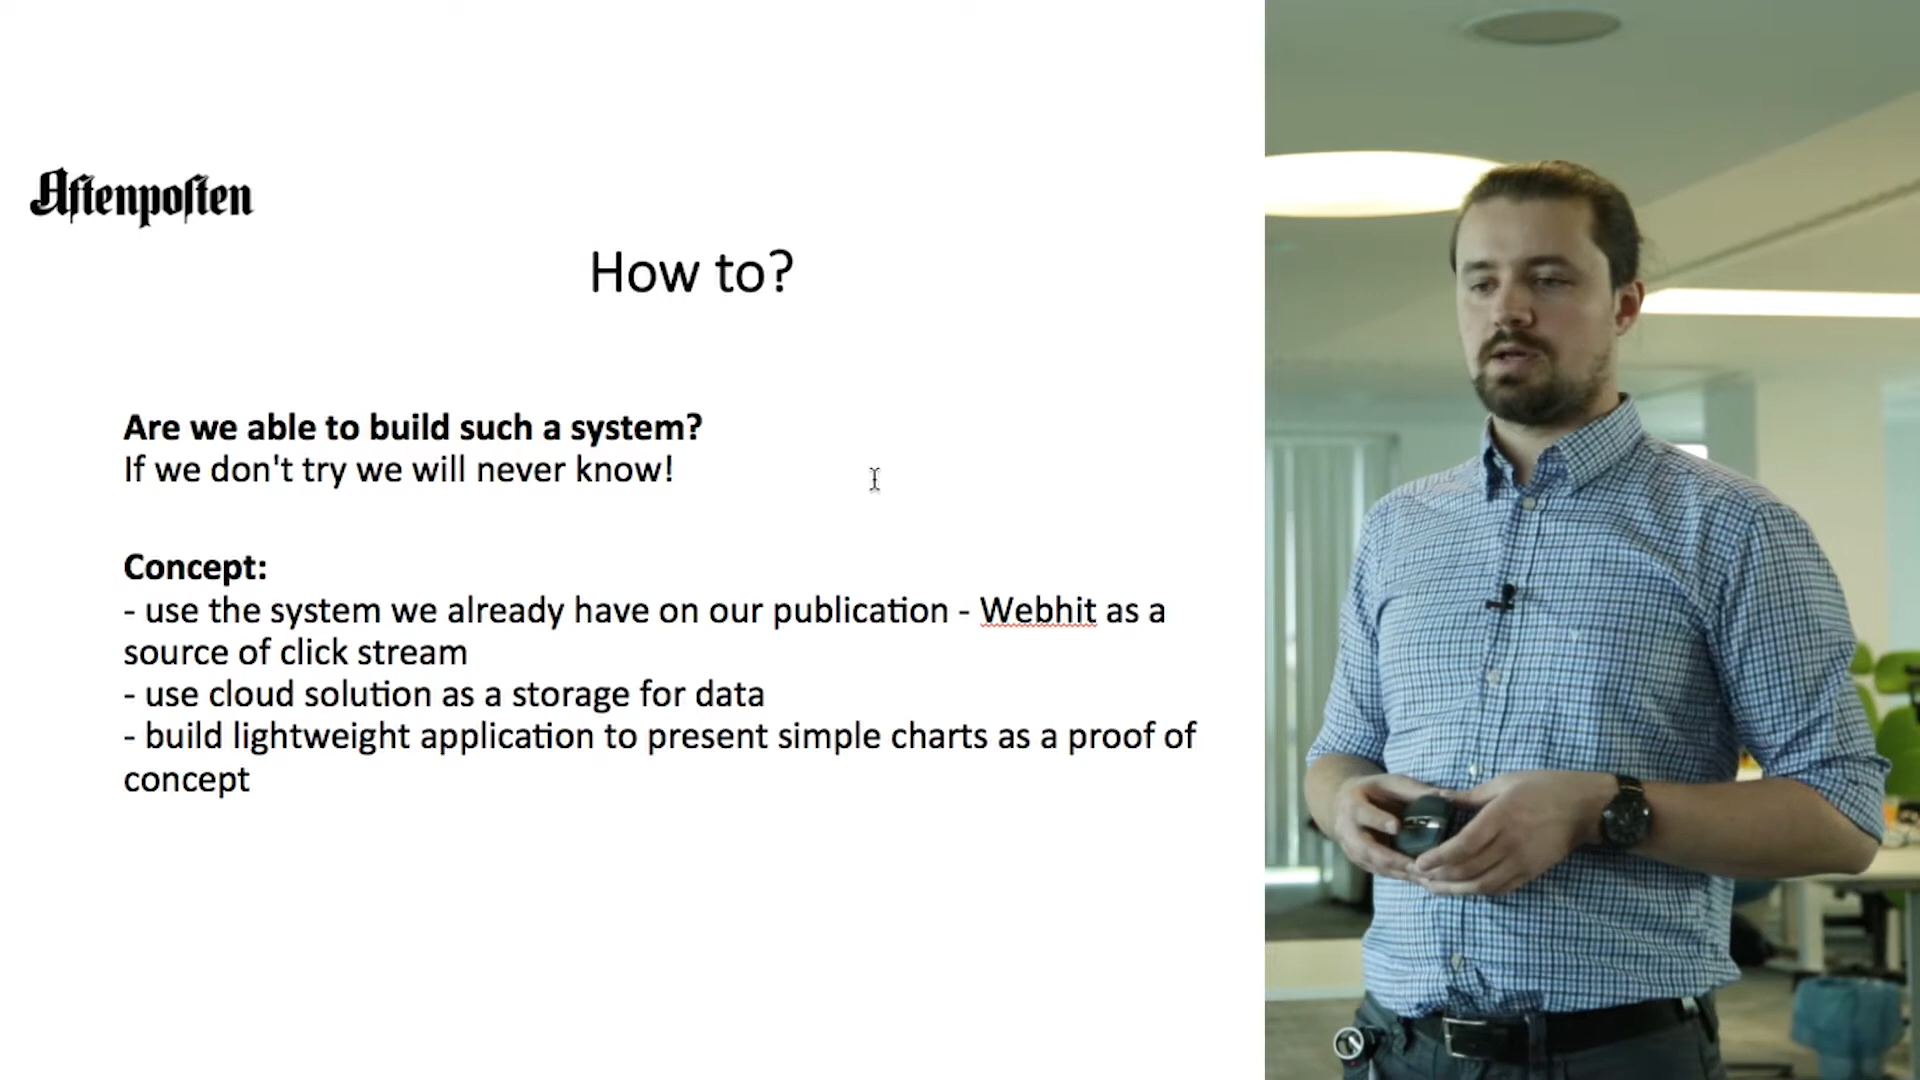 Aftenposten
How to?
Are we able to build such a system?
If we don't try we will never know!
Concept:
- use the system we already have on our publication - Webhit as a
source of click stream
- use cloud solution as a storage for data
- build lightweight application to present simple charts as a proof of
concept